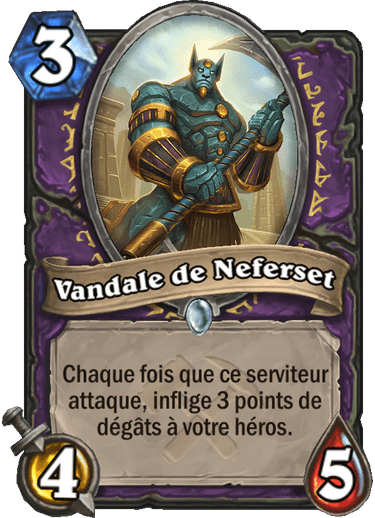 3
Vandale de Neferset
Chaque fois que ce serviteur
attaque, inflige 3 points de
dégâts à votre héros.
4
5